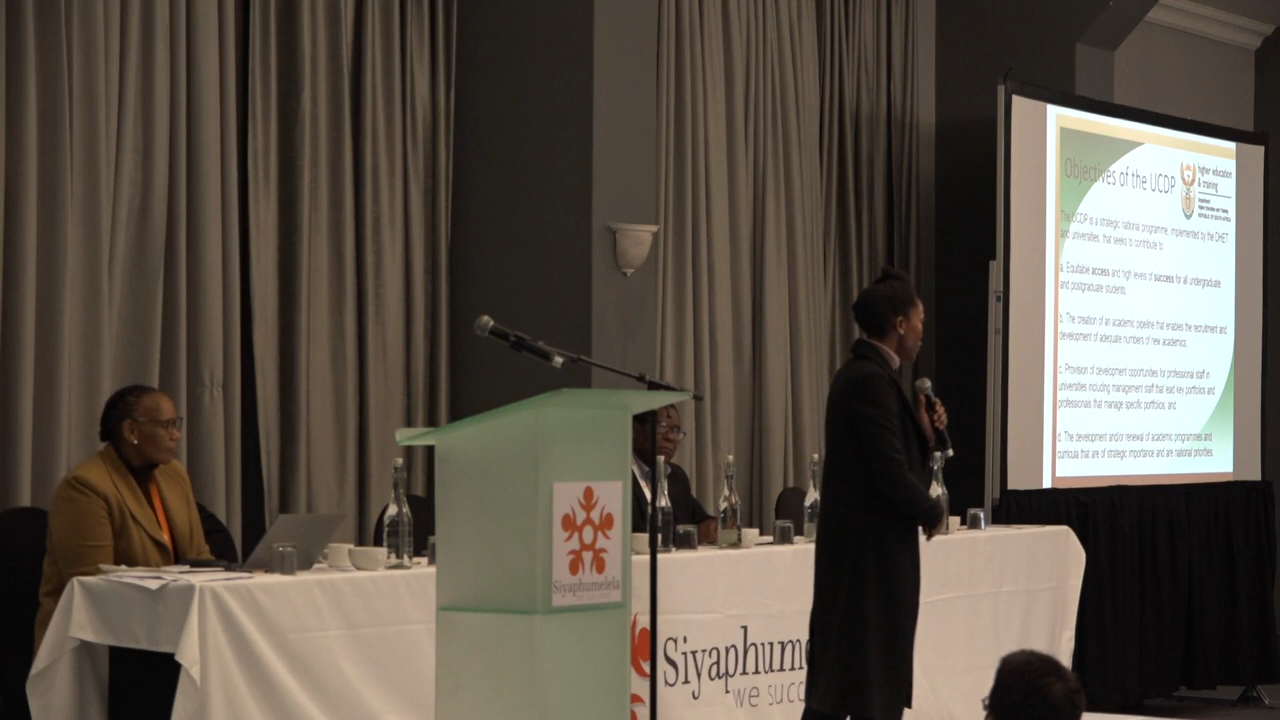 Objectives of the UCDP
higher education
& training
Department:
Higher Education and Training
REPUBLIC OF SOUTH AFRICA
The UCDP is a strategic national programme, implemented by the DHET
and universities, that seeks to contribute to:
a. Equitable access and high levels of success for all undergraduate
and postgraduate students;
b. The creation of an academic pipeline that enables the recruitment and
development of adequate numbers of new academics;
c. Provision of development opportunities for professional staff in
universities including management staff that lead key portfolios and
professionals that manage specific portfolios; and
d. The development and/or renewal of academic programmes and
curricula that are of strategic importance and are national priorities.
Siyaphumelela
Siyaphume
we succ